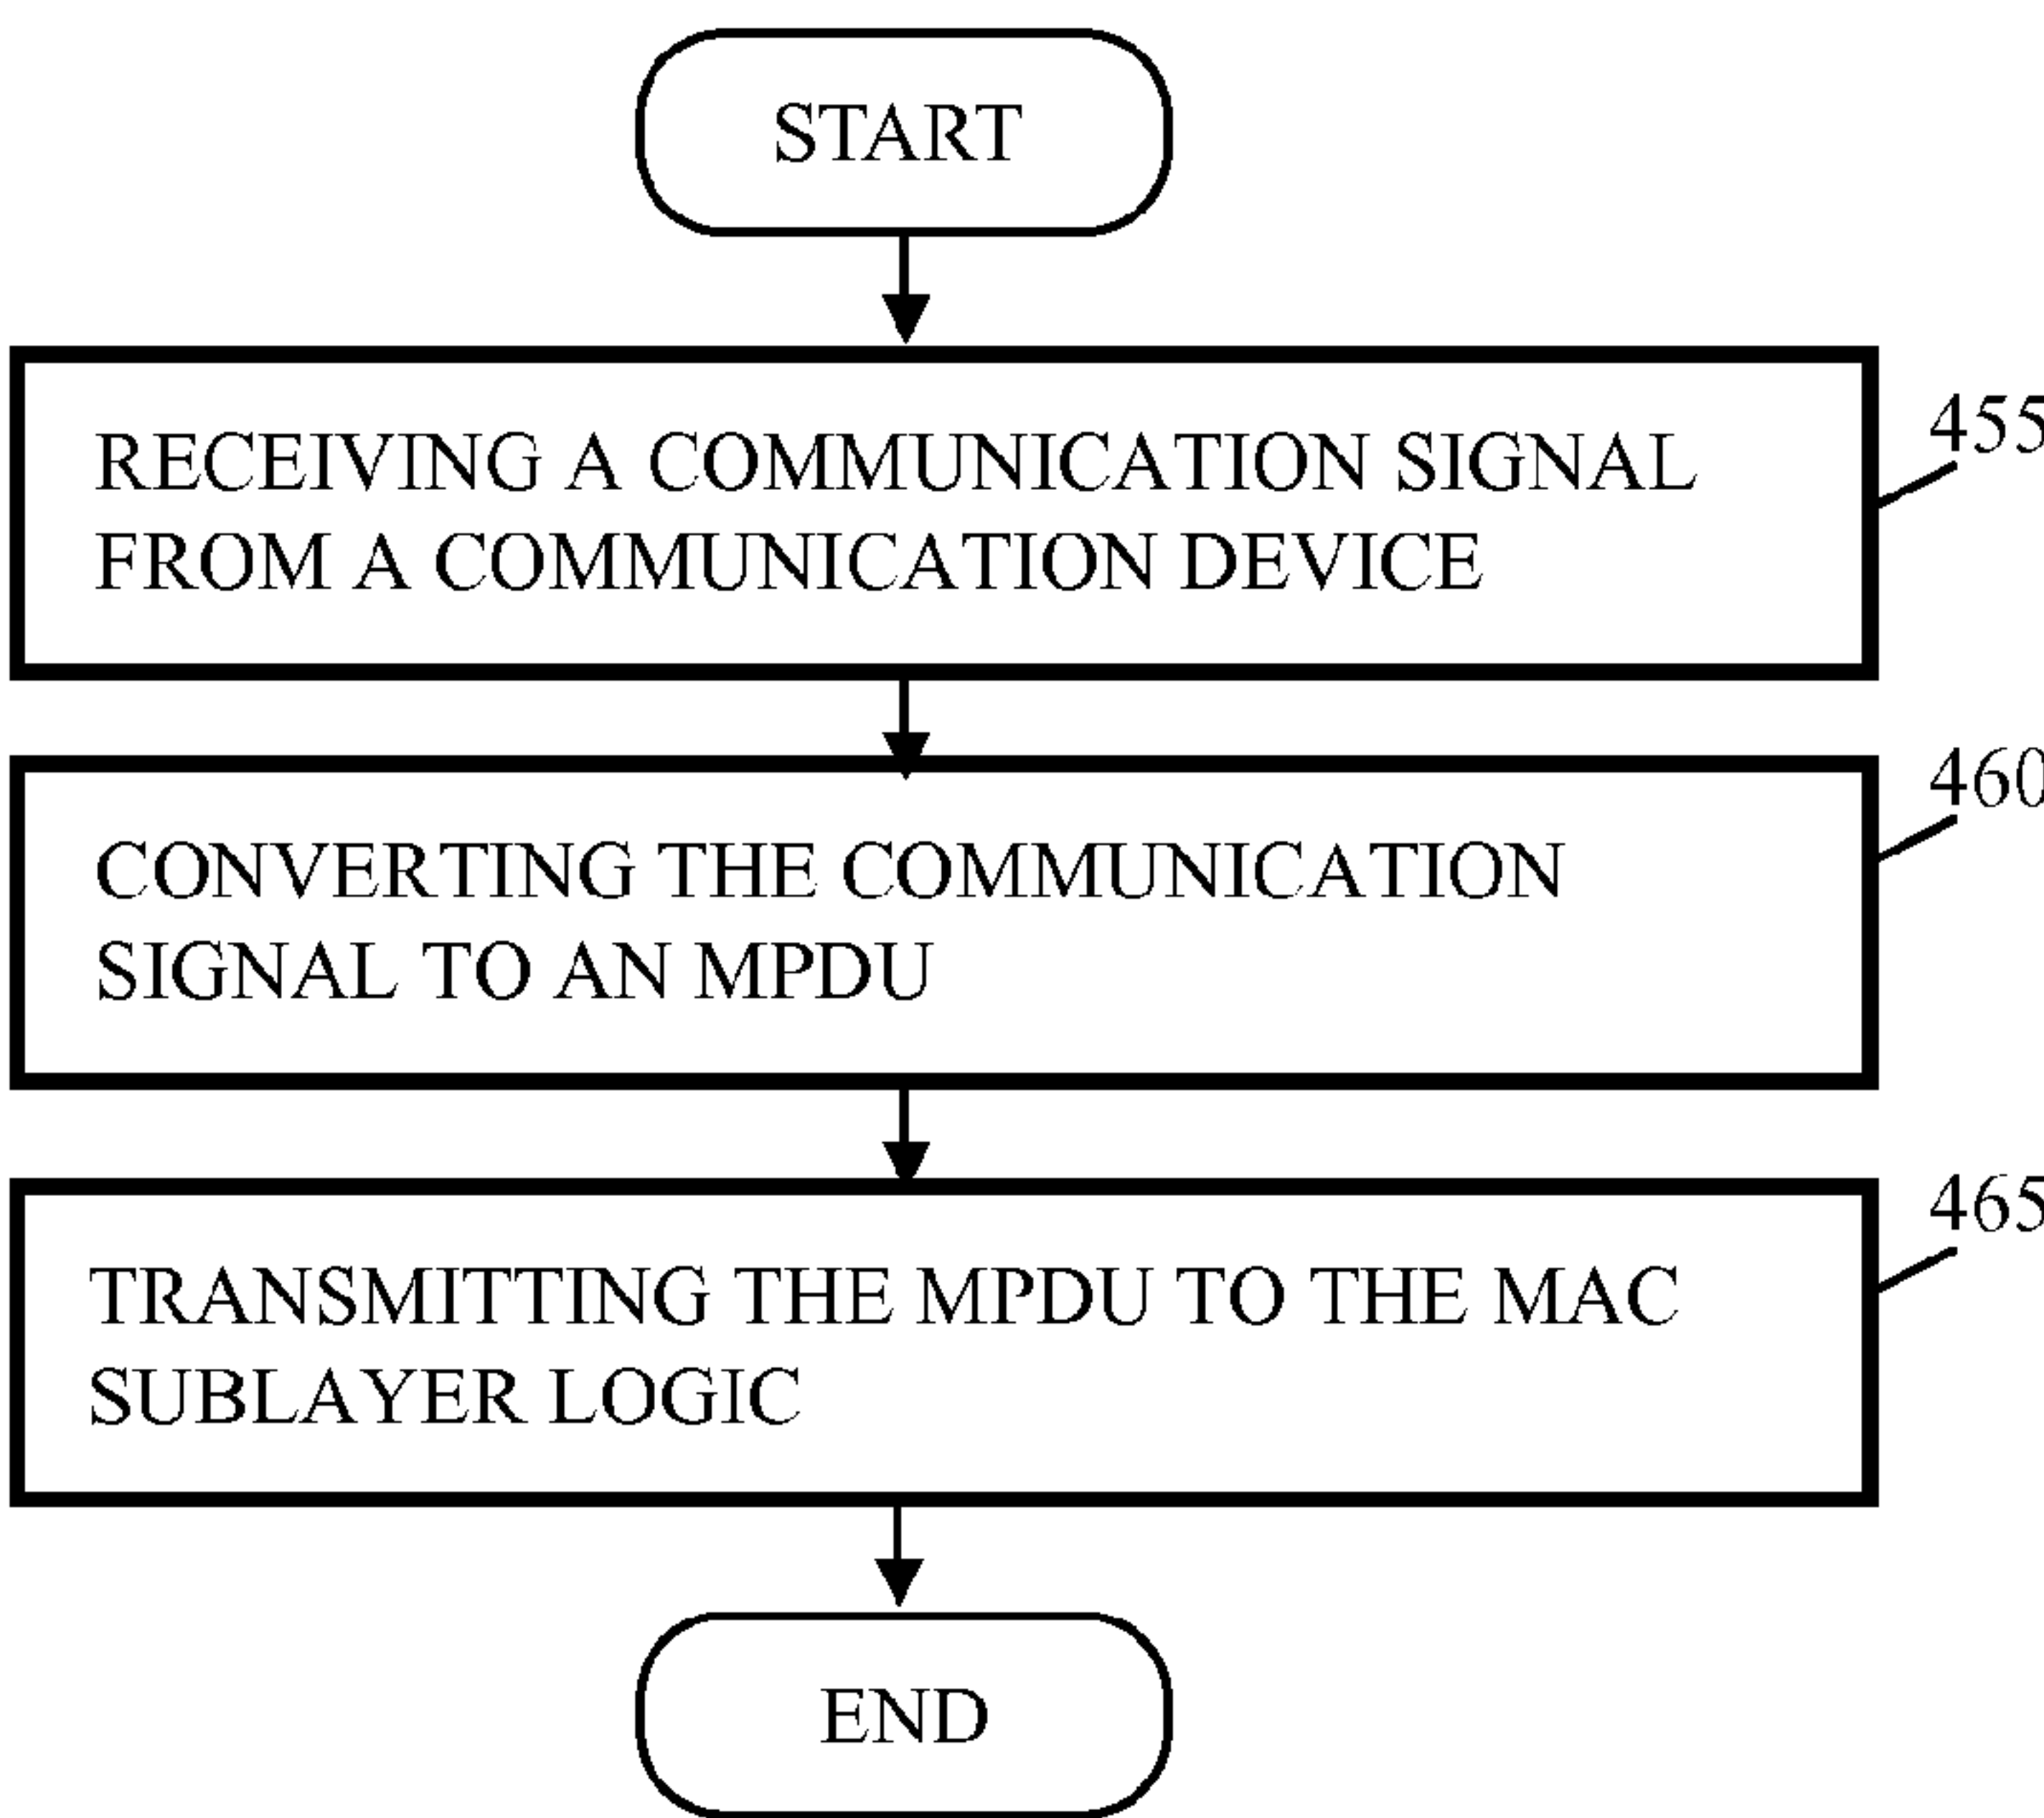 START
RECEIVING A COMMUNICATION SIGNAL
FROM A COMMUNICATION DEVICE
455
CONVERTING THE COMMUNICATION
SIGNAL TO AN MPDU
460
TRANSMITTING THE MPDU TO THE MAC
SUBLAYER LOGIC
465
END